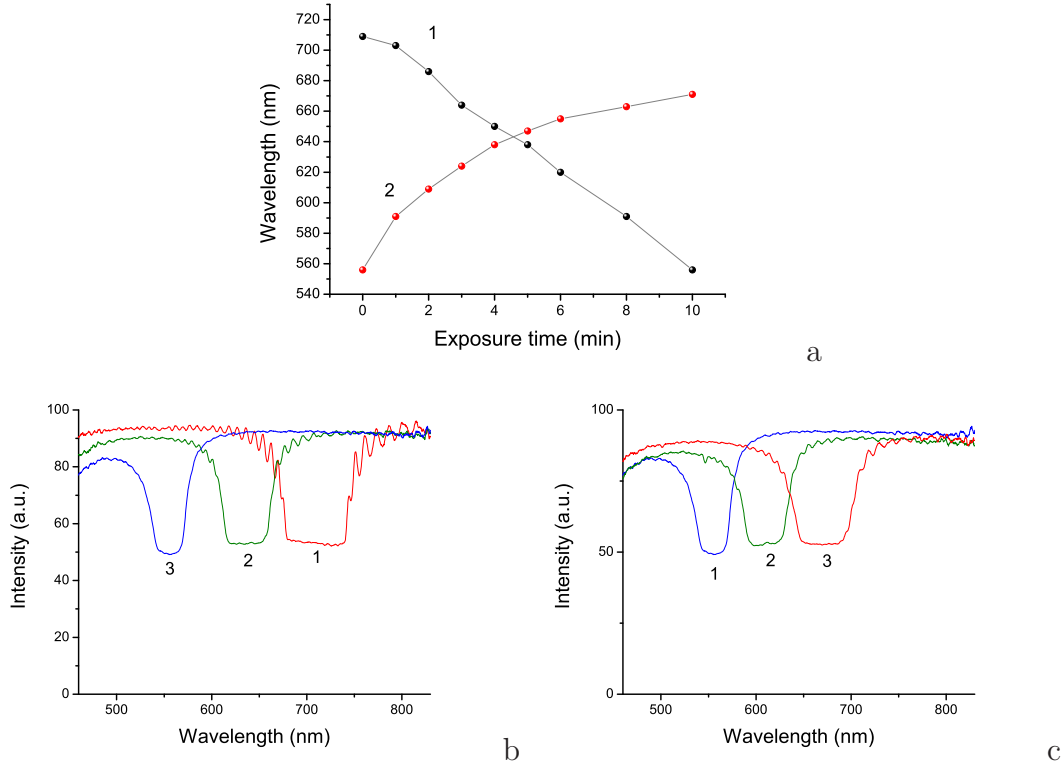 720
700
680
660
640
620
600
580
560
540
Wavelength (nm)
1
2
0 2 4 6 8 10
Exposure time (min)
a
100
80
60
40
20
0
Intensity (a.u.)
3 2 1
500 600 700 800
Wavelength (nm)
b
100
50
0
Intensity (a.u.)
1 2 3
500 600 700 800
Wavelength (nm)
c